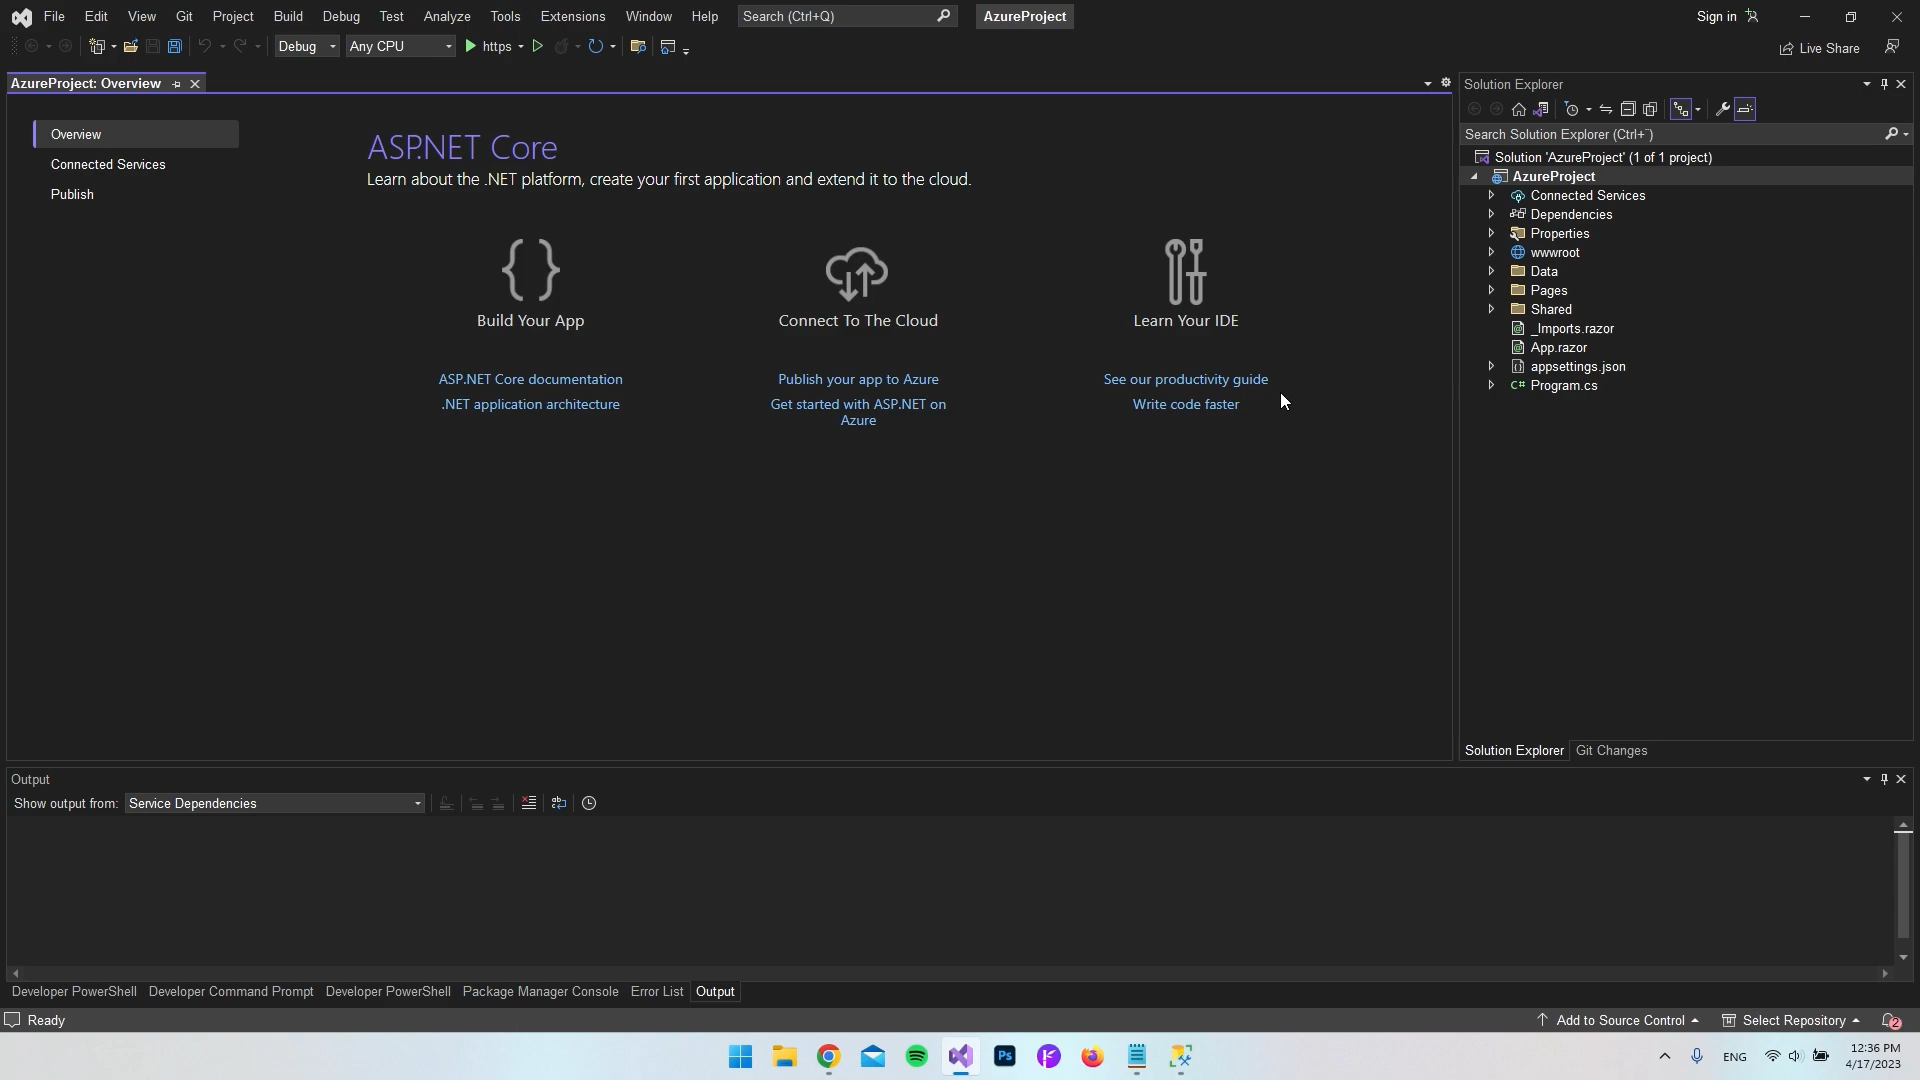 File Edit View Git Project Build Debug Test Analyze Tools Extensions Window Help Search (Ctrl+Q) AzureProject Sign in
Debug Any CPU https Live Share
AzureProject: Overview
Solution Explorer
Search Solution Explorer (Ctrl+¨)
Overview
Connected Services
Publish
ASP.NET Core
Learn about the .NET platform, create your first application and extend it to the cloud.
Build Your App
ASP.NET Core documentation
.NET application architecture
Connect To The Cloud
Publish your app to Azure
Get started with ASP.NET on
Azure
Learn Your IDE
See our productivity guide
Write code faster
Solution 'AzureProject' (1 of 1 project)
AzureProject
Connected Services
Dependencies
Properties
wwwroot
Data
Pages
Shared
_Imports.razor
App.razor
appsettings.json
C# Program.cs
Solution Explorer Git Changes
Output
Show output from: Service Dependencies
Developer PowerShell Developer Command Prompt Developer PowerShell Package Manager Console Error List Output
Ready Add to Source Control Select Repository 2
Ps ENG 12:36 PM
4/17/2023